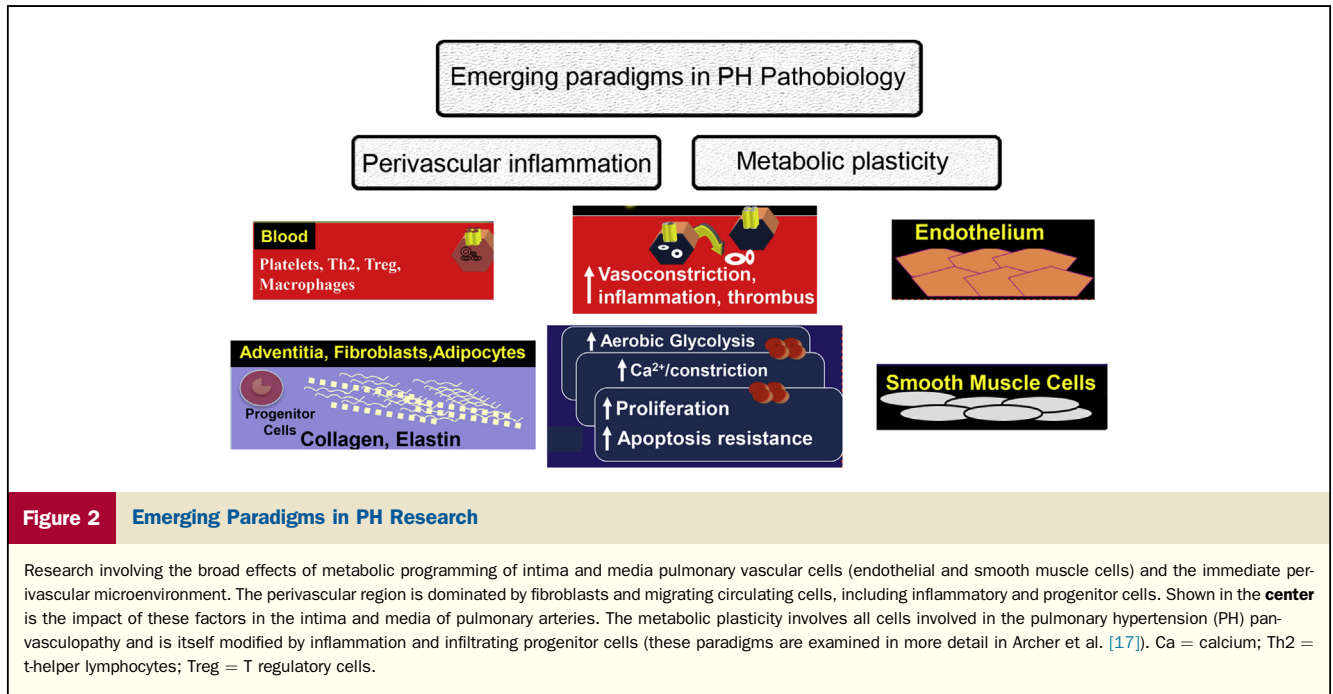 Emerging paradigms in PH Pathobiology
Perivascular inflammation
Metabolic plasticity
Blood
Platelets, Th2, Treg,
Macrophages
↑ Vasoconstriction,
inflammation, thrombus
Endothelium
Adventitia, Fibroblasts,Adipocytes
Progenitor
Cells
Collagen, Elastin
↑ Aerobic Glycolysis
↑ Ca²⁺/constriction
↑ Proliferation
↑ Apoptosis resistance
Smooth Muscle Cells
Figure 2 Emerging Paradigms in PH Research
Research involving the broad effects of metabolic programming of intima and media pulmonary vascular cells (endothelial and smooth muscle cells) and the immediate per-
ivascular microenvironment. The perivascular region is dominated by fibroblasts and migrating circulating cells, including inflammatory and progenitor cells. Shown in the center
is the impact of these factors in the intima and media of pulmonary arteries. The metabolic plasticity involves all cells involved in the pulmonary hypertension (PH) pan-
vasculopathy and is itself modified by inflammation and infiltrating progenitor cells (these paradigms are examined in more detail in Archer et al. [17]). Ca = calcium; Th2 =
t-helper lymphocytes; Treg = T regulatory cells.